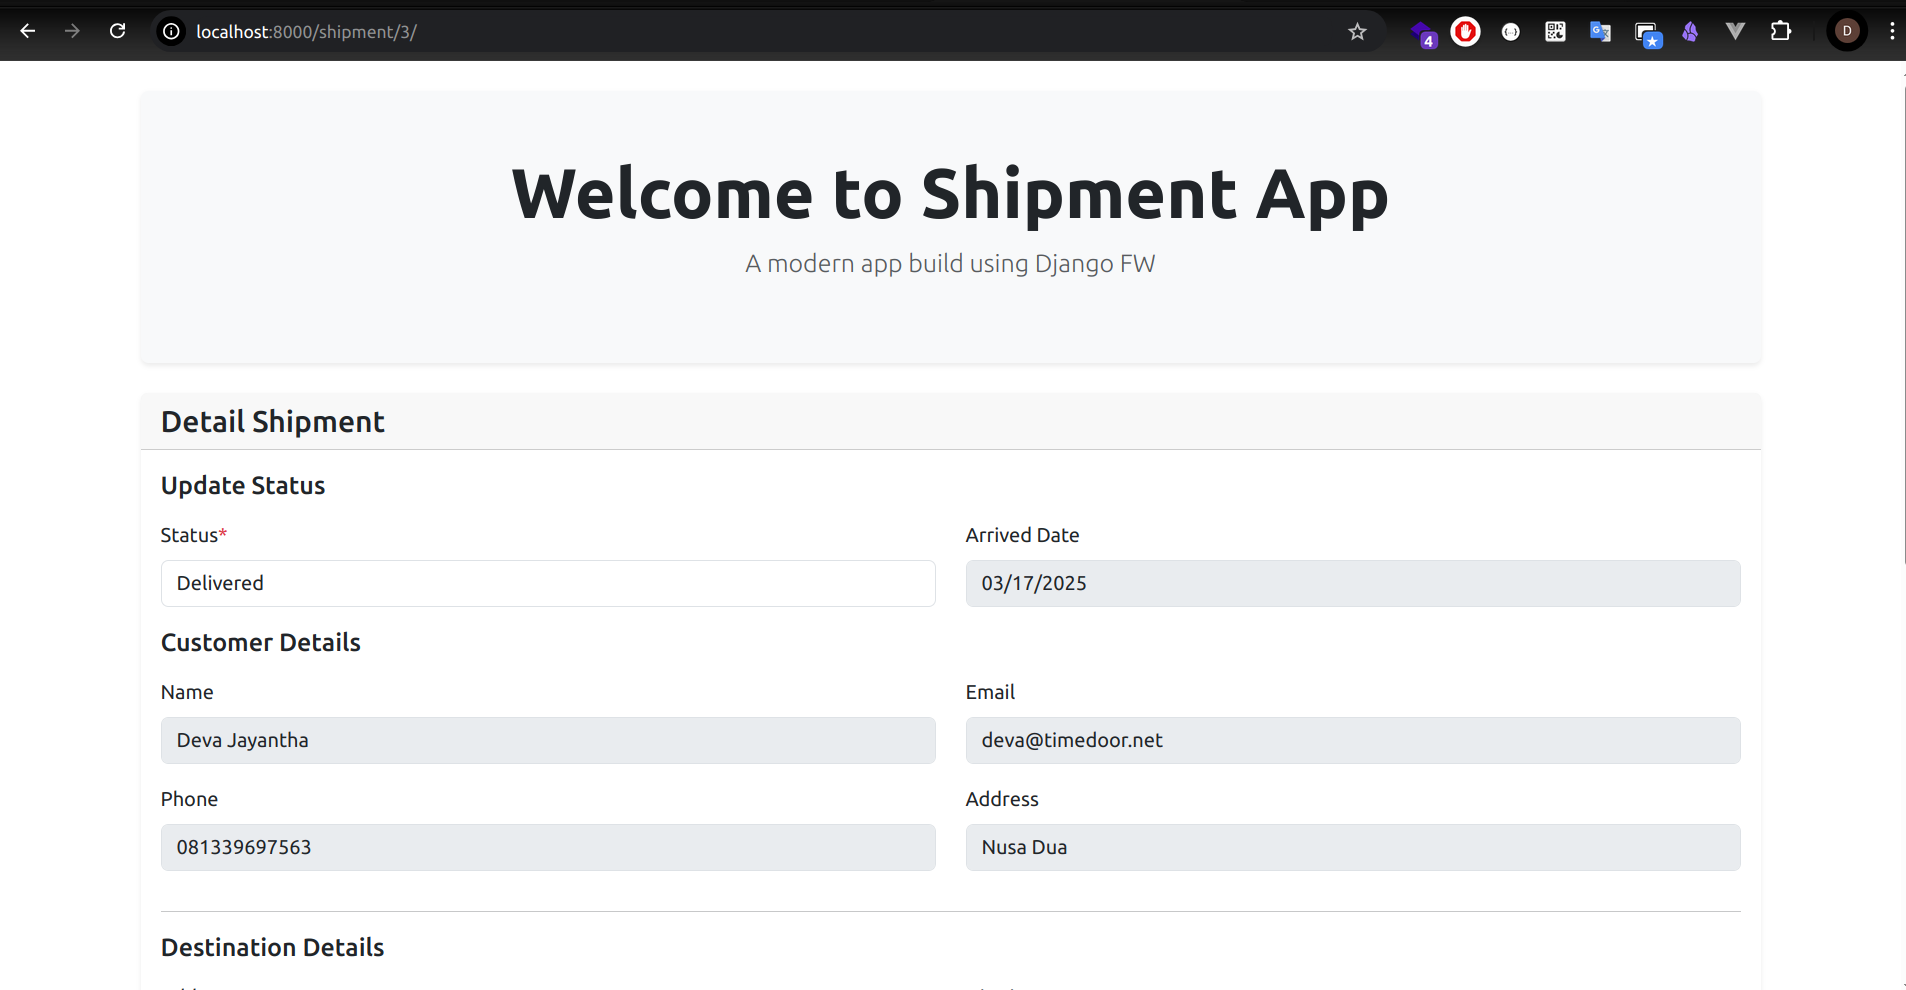 localhost:8000/shipment/3/
4
D
Welcome to Shipment App
A modern app build using Django FW
Detail Shipment
Update Status
Status*
Arrived Date
Delivered
03/17/2025
Customer Details
Name
Email
Deva Jayantha
deva@timedoor.net
Phone
Address
081339697563
Nusa Dua
Destination Details